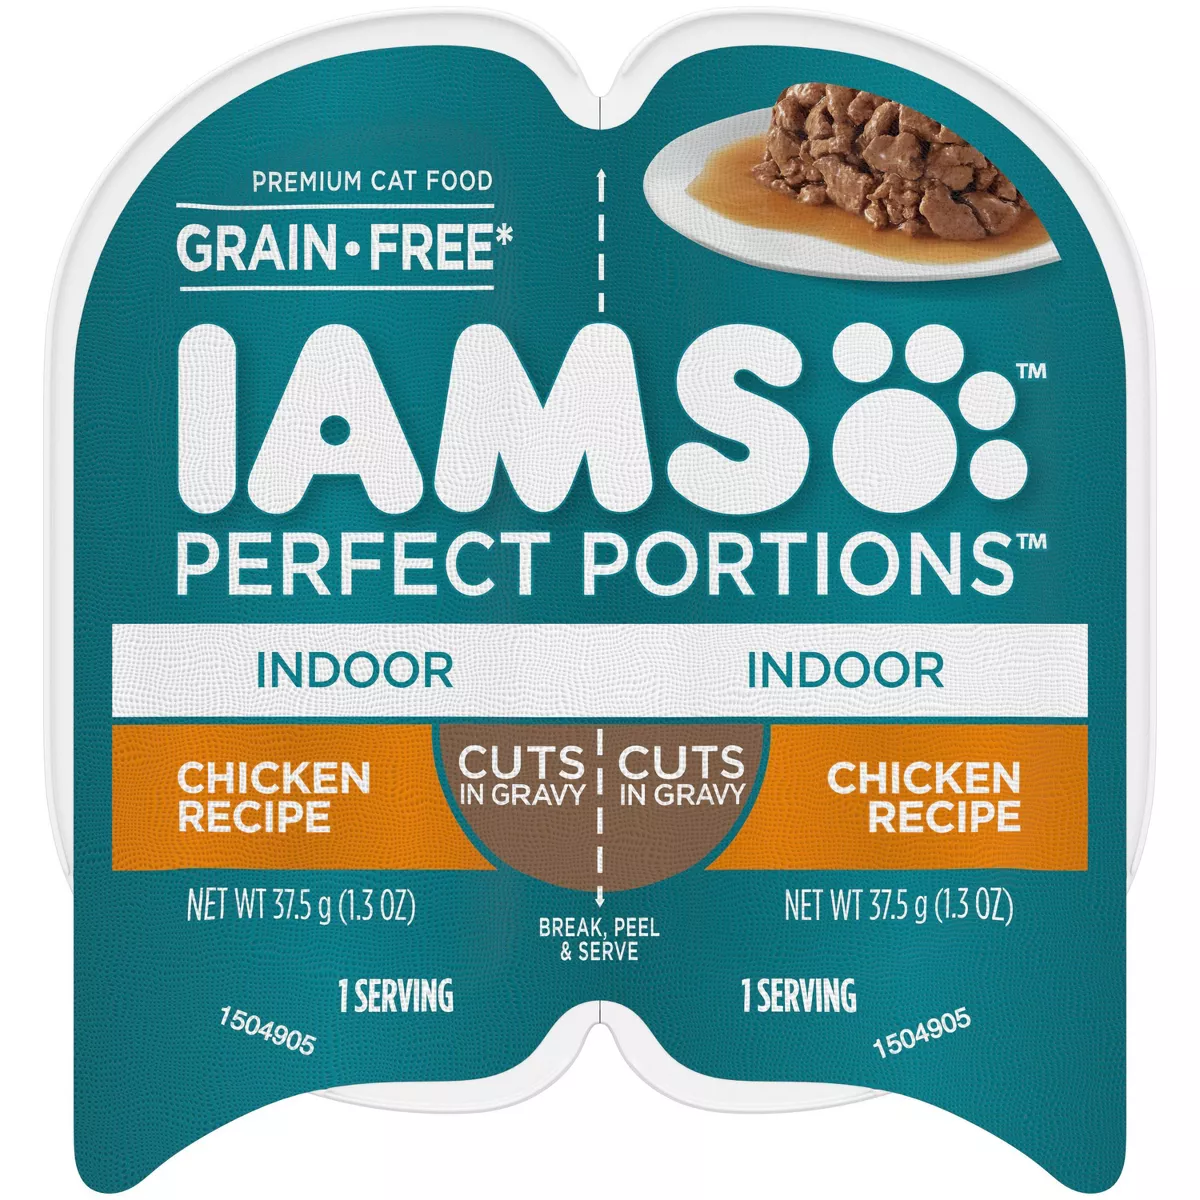 PREMIUM CAT FOOD
GRAIN•FREE*
IAMS™
PERFECT PORTIONS™
INDOOR INDOOR
CHICKEN RECIPE
CUTS IN GRAVY
CUTS IN GRAVY
CHICKEN RECIPE
NET WT 37.5 g (1.3 OZ)
NET WT 37.5 g (1.3 OZ)
BREAK, PEEL
& SERVE
1 SERVING
1 SERVING
1504905
1504905